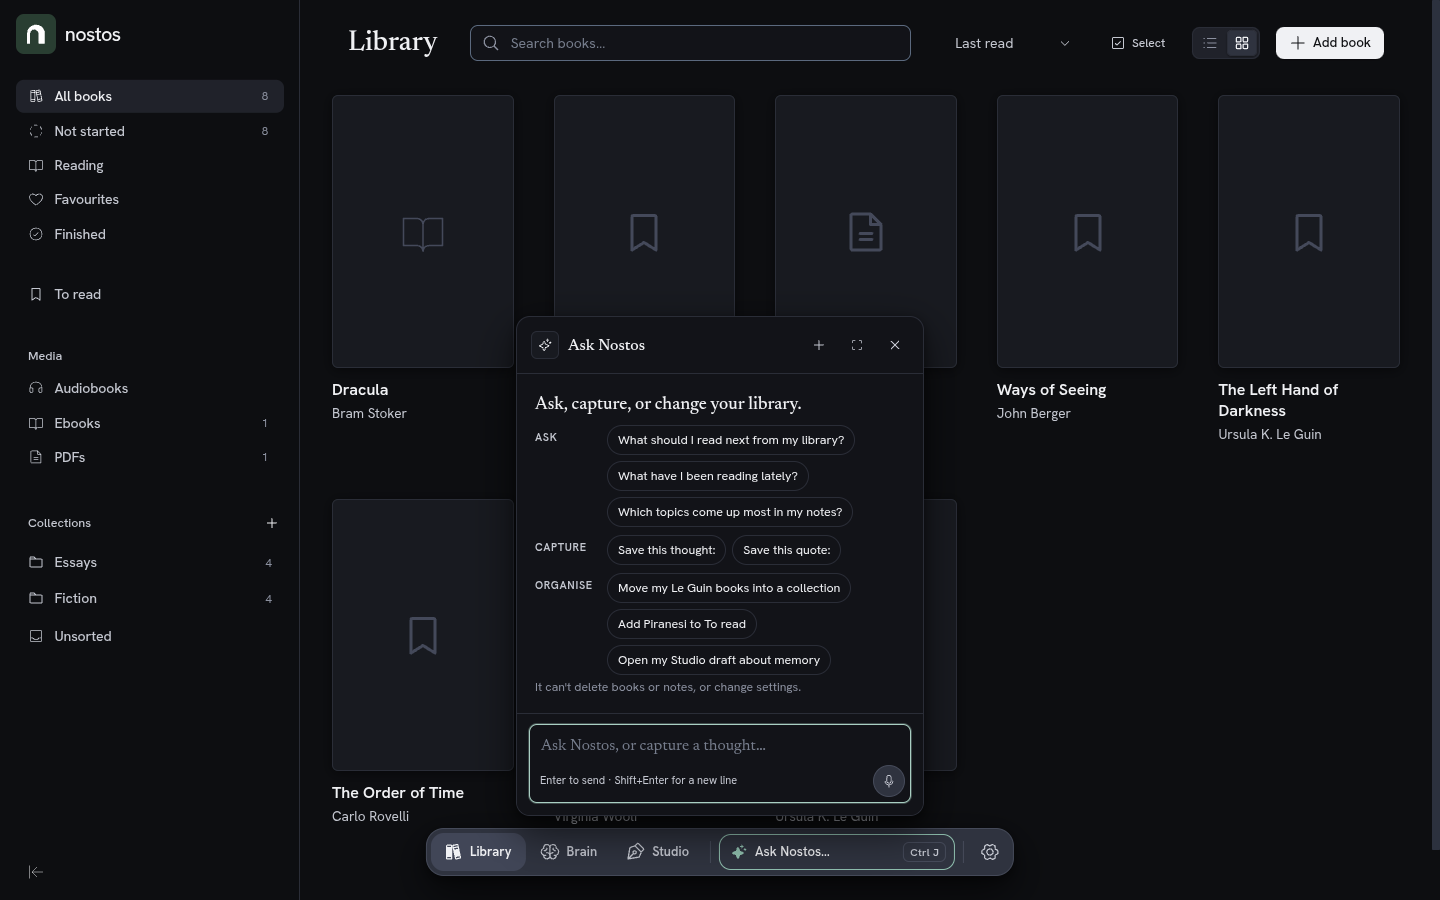 nostos
Library
Search books...
Last read
Select
Add book
All books 8
Not started 8
Reading
Favourites
Finished
To read
Media
Audiobooks
Ebooks 1
PDFs 1
Collections
Essays 4
Fiction 4
Unsorted
Dracula
Bram Stoker
Ways of Seeing
John Berger
The Left Hand of
Darkness
Ursula K. Le Guin
Ask Nostos
Ask, capture, or change your library.
ASK
What should I read next from my library?
What have I been reading lately?
Which topics come up most in my notes?
CAPTURE
Save this thought:
Save this quote:
ORGANISE
Move my Le Guin books into a collection
Add Piranesi to To read
Open my Studio draft about memory
It can't delete books or notes, or change settings.
Ask Nostos, or capture a thought...
Enter to send · Shift+Enter for a new line
The Order of Time
Carlo Rovelli
Virginia Woolf
Ursula K. Le Guin
Library
Brain
Studio
Ask Nostos...
Ctrl J